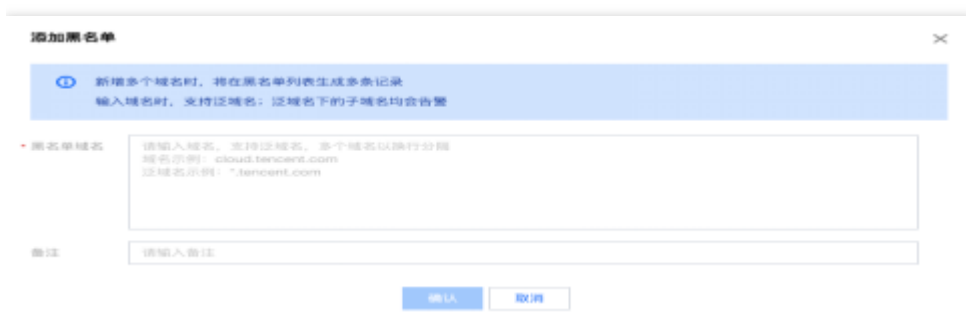 添加黑名单
新增多个域名时，将在黑名单列表生成多条记录
输入域名时，支持泛域名；泛域名下的子域名均会告警
* 黑名单域名
请输入域名，支持泛域名，多个域名以换行分隔
域名示例：cloud.tencent.com
泛域名示例：*.tencent.com
备注
请输入备注
确认
取消